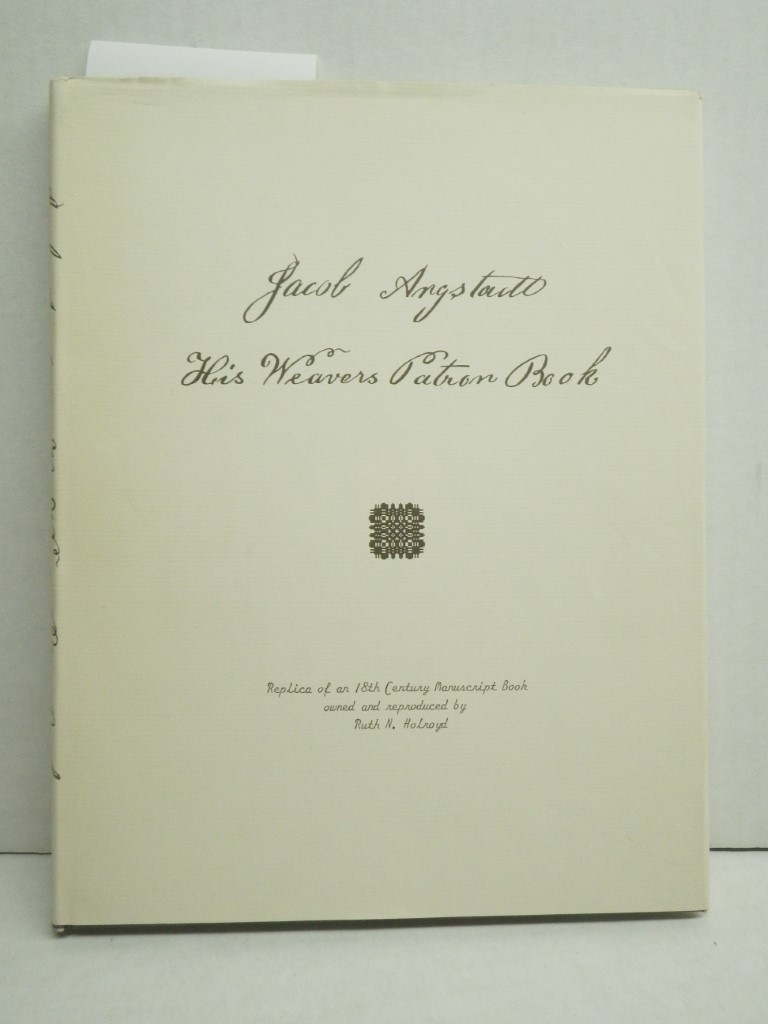 Jacob Angstadt
His Weavers Patron Book
Replica of an 18th Century Manuscript Book
owned and reproduced by
Ruth N. Holroyd